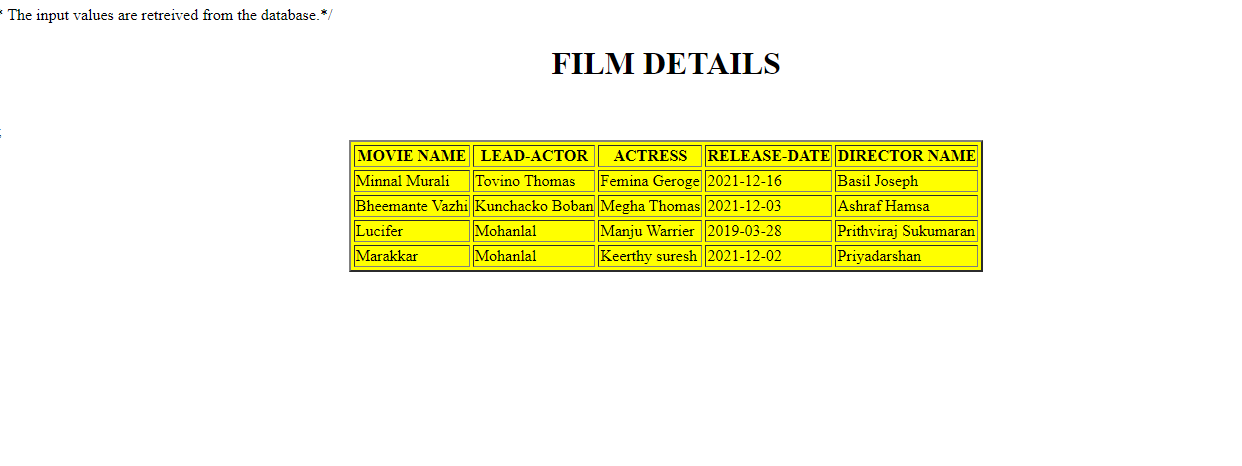 * The input values are retreived from the database.*/
FILM DETAILS
;
MOVIE NAME LEAD-ACTOR ACTRESS RELEASE-DATE DIRECTOR NAME
Minnal Murali Tovino Thomas Femina Geroge 2021-12-16 Basil Joseph
Bheemante Vazhi Kunchacko Boban Megha Thomas 2021-12-03 Ashraf Hamsa
Lucifer Mohanlal Manju Warrier 2019-03-28 Prithviraj Sukumaran
Marakkar Mohanlal Keerthy suresh 2021-12-02 Priyadarshan